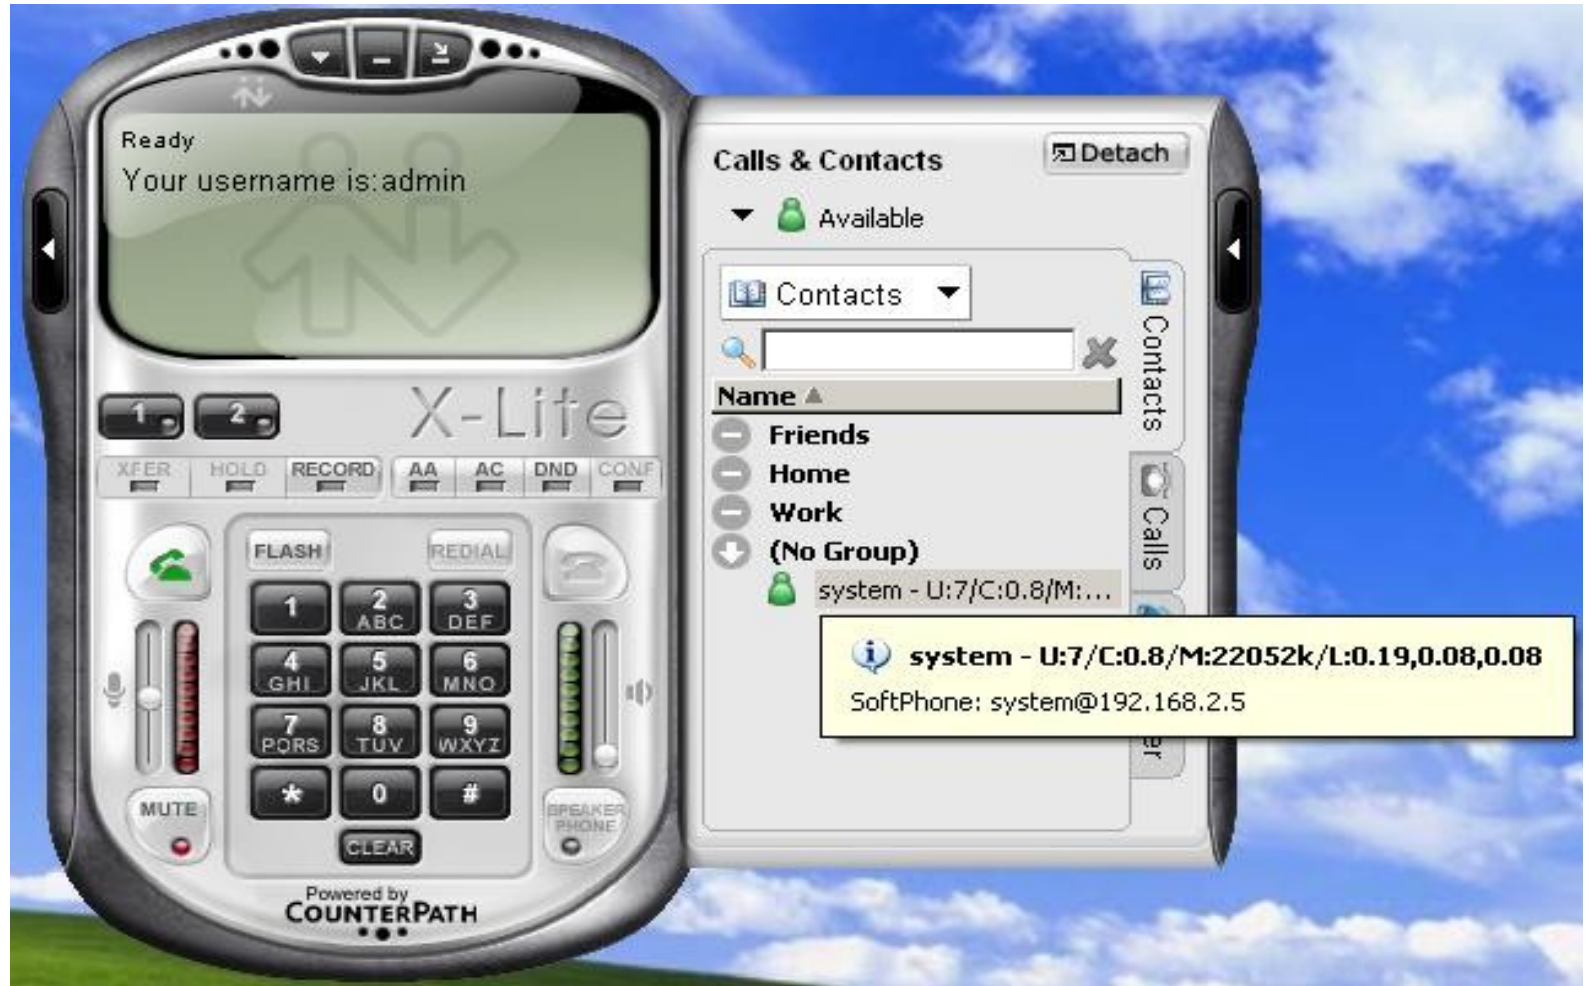 Ready
Your username is:admin
X-Lite
1 2
XFER HOLD RECORD AA AC DND CONF
FLASH REDIAL
1 2 ABC 3 DEF
4 GHI 5 JKL 6 MNO
7 PQRS 8 TUV 9 WXYZ
* 0 #
MUTE
SPEAKER PHONE
CLEAR
Powered by
COUNTERPATH
Calls & Contacts
Detach
Available
Contacts
Name
Friends
Home
Work
(No Group)
system - U:7/C:0.8/M:...
system - U:7/C:0.8/M:22052k/L:0.19,0.08,0.08
SoftPhone: system@192.168.2.5
Contacts
Calls